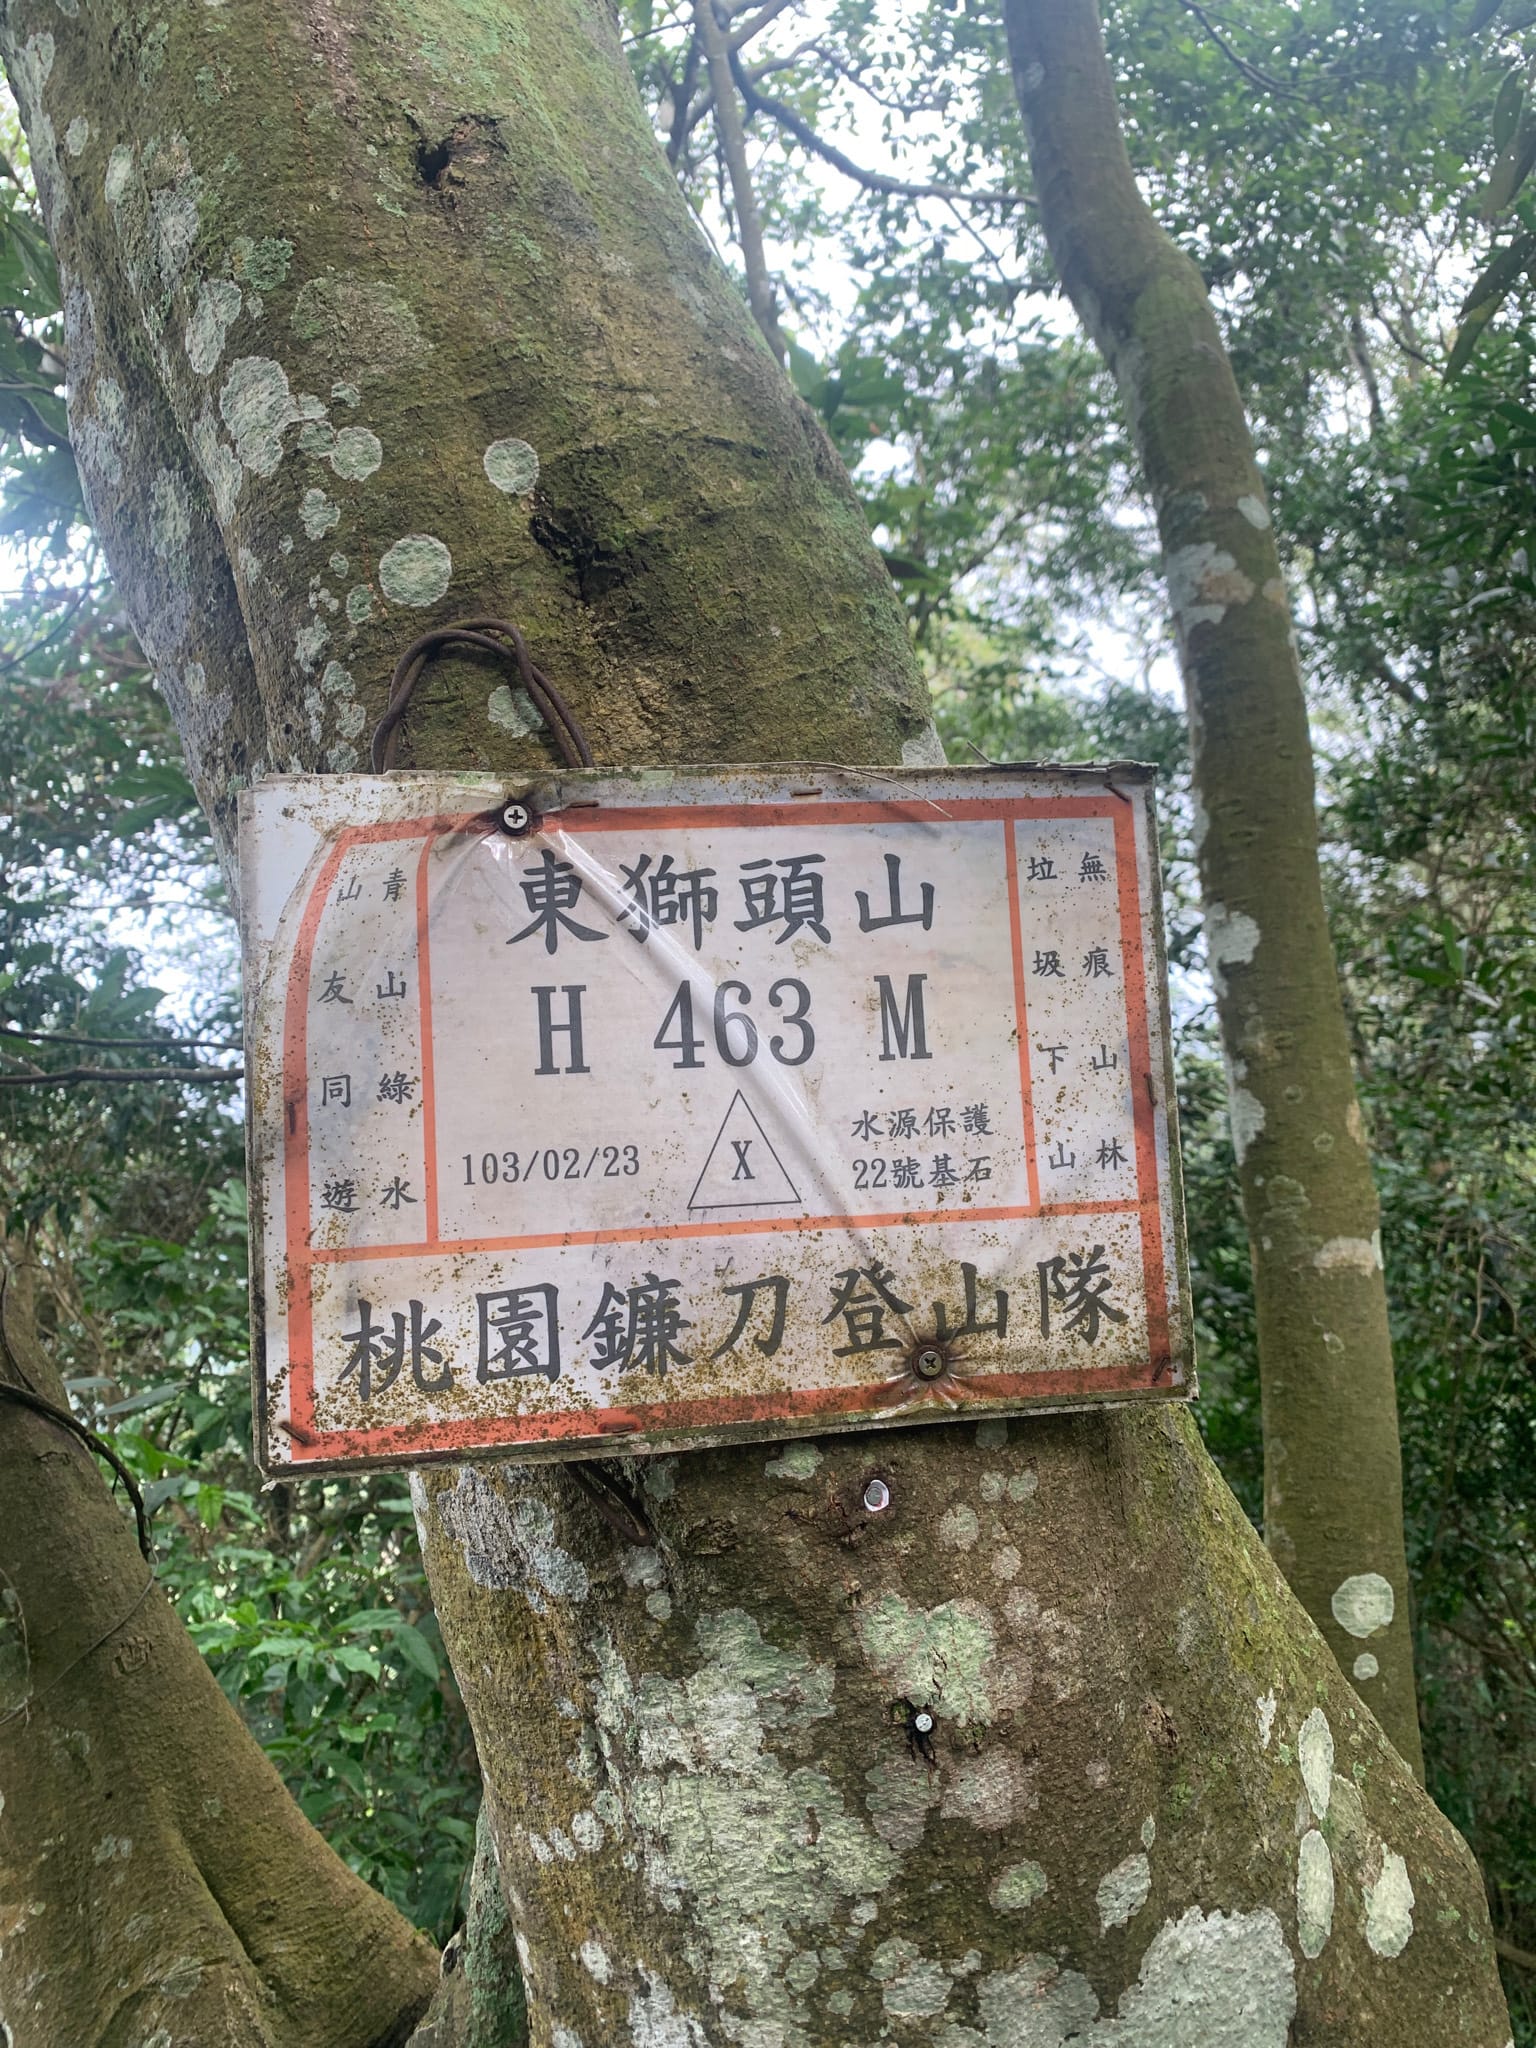 東獅頭山
H 463 M
103/02/23
X
水源保護
22號基石
青山綠水
山友同遊
無痕山林
垃圾下山
桃園鐮刀登山隊